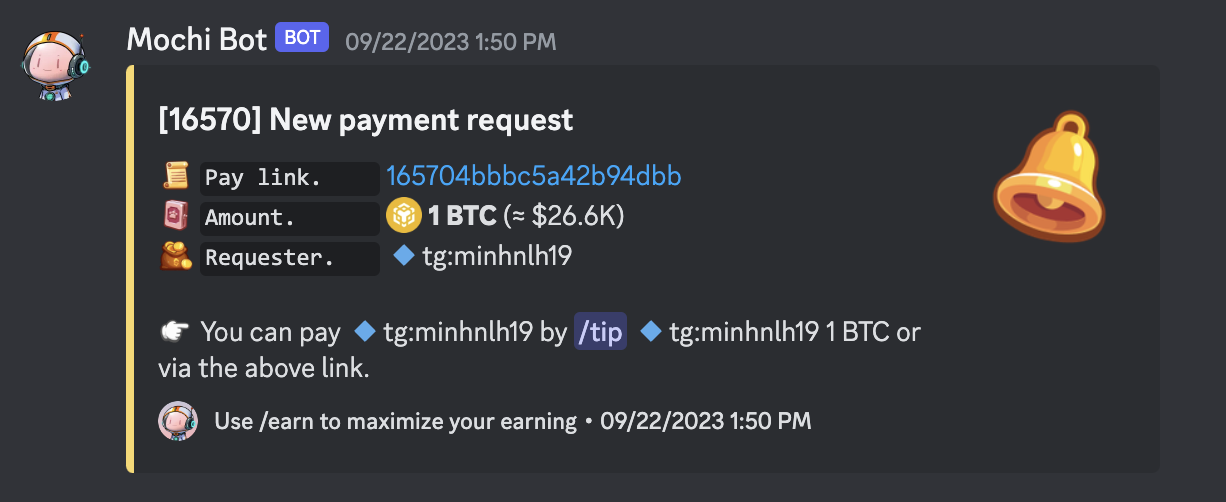 Mochi Bot BOT 09/22/2023 1:50 PM
[16570] New payment request
Pay link. 165704bbbc5a42b94dbb
Amount. 1 BTC (≈ $26.6K)
Requester. tg:minhnlh19
You can pay tg:minhnlh19 by /tip tg:minhnlh19 1 BTC or
via the above link.
Use /earn to maximize your earning • 09/22/2023 1:50 PM